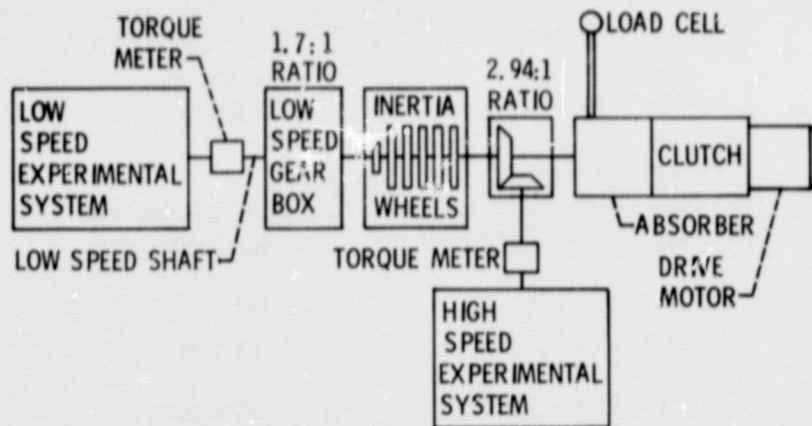 TORQUE
METER
1.7:1
RATIO
LOAD CELL
2.94:1
RATIO
LOW
SPEED
EXPERIMENTAL
SYSTEM
LOW
SPEED
GEAR
BOX
INERTIA
WHEELS
CLUTCH
ABSORBER
LOW SPEED SHAFT
TORQUE METER
DRIVE
MOTOR
HIGH
SPEED
EXPERIMENTAL
SYSTEM